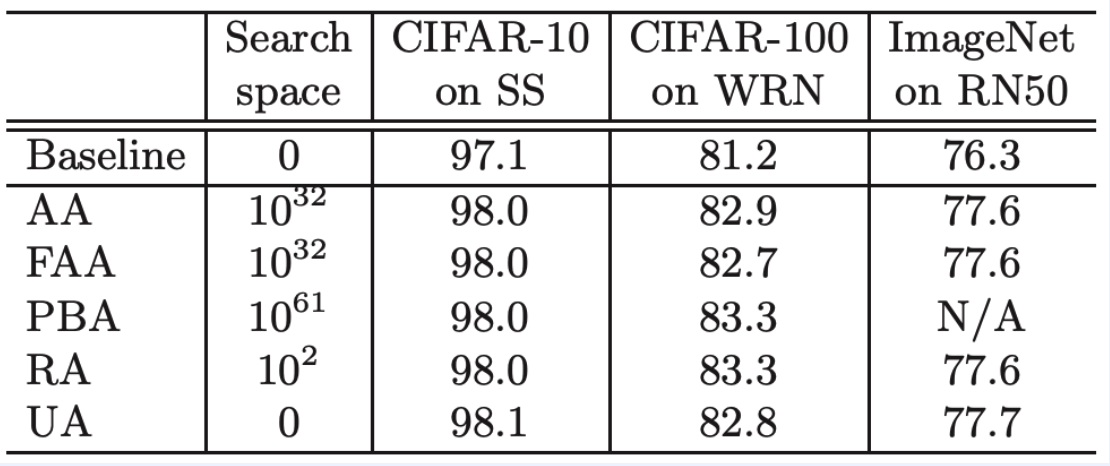 Search CIFAR-10 CIFAR-100 ImageNet
space on SS on WRN on RN50
Baseline 0 97.1 81.2 76.3
AA 10^32 98.0 82.9 77.6
FAA 10^32 98.0 82.7 77.6
PBA 10^61 98.0 83.3 N/A
RA 10^2 98.0 83.3 77.6
UA 0 98.1 82.8 77.7